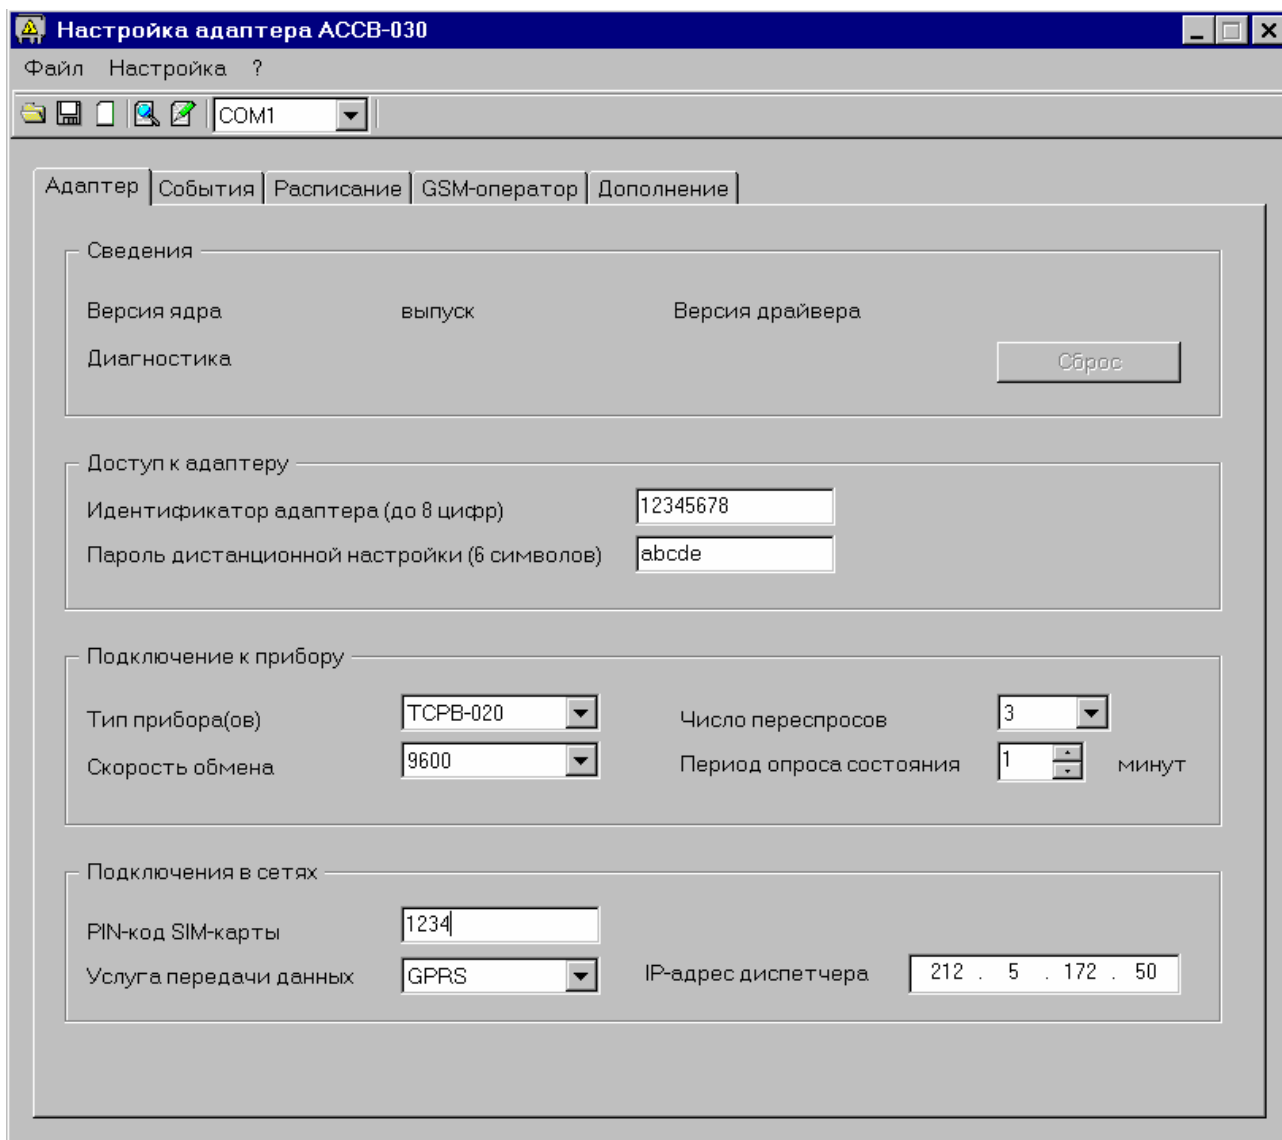 Настройка адаптера АССВ-030
Файл Настройка ?
COM1
Адаптер События Расписание GSM-оператор Дополнение
Сведения
Версия ядра выпуск Версия драйвера
Диагностика Сброс
Доступ к адаптеру
Идентификатор адаптера (до 8 цифр) 12345678
Пароль дистанционной настройки (6 символов) abcde
Подключение к прибору
Тип прибора(ов) ТСРВ-020 Число переспросов 3
Скорость обмена 9600 Период опроса состояния 1 минут
Подключения в сетях
PIN-код SIM-карты 1234
Услуга передачи данных GPRS IP-адрес диспетчера 212 . 5 . 172 . 50